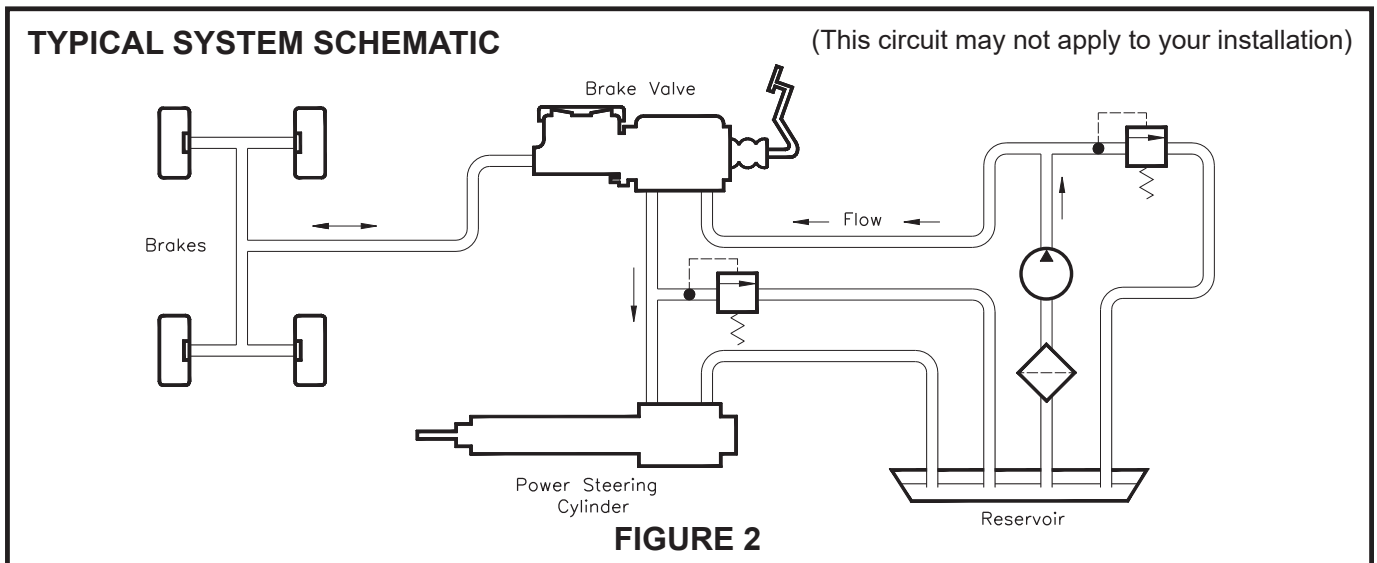 TYPICAL SYSTEM SCHEMATIC
(This circuit may not apply to your installation)
Brake Valve
Flow
Brakes
Power Steering
Cylinder
Reservoir
FIGURE 2